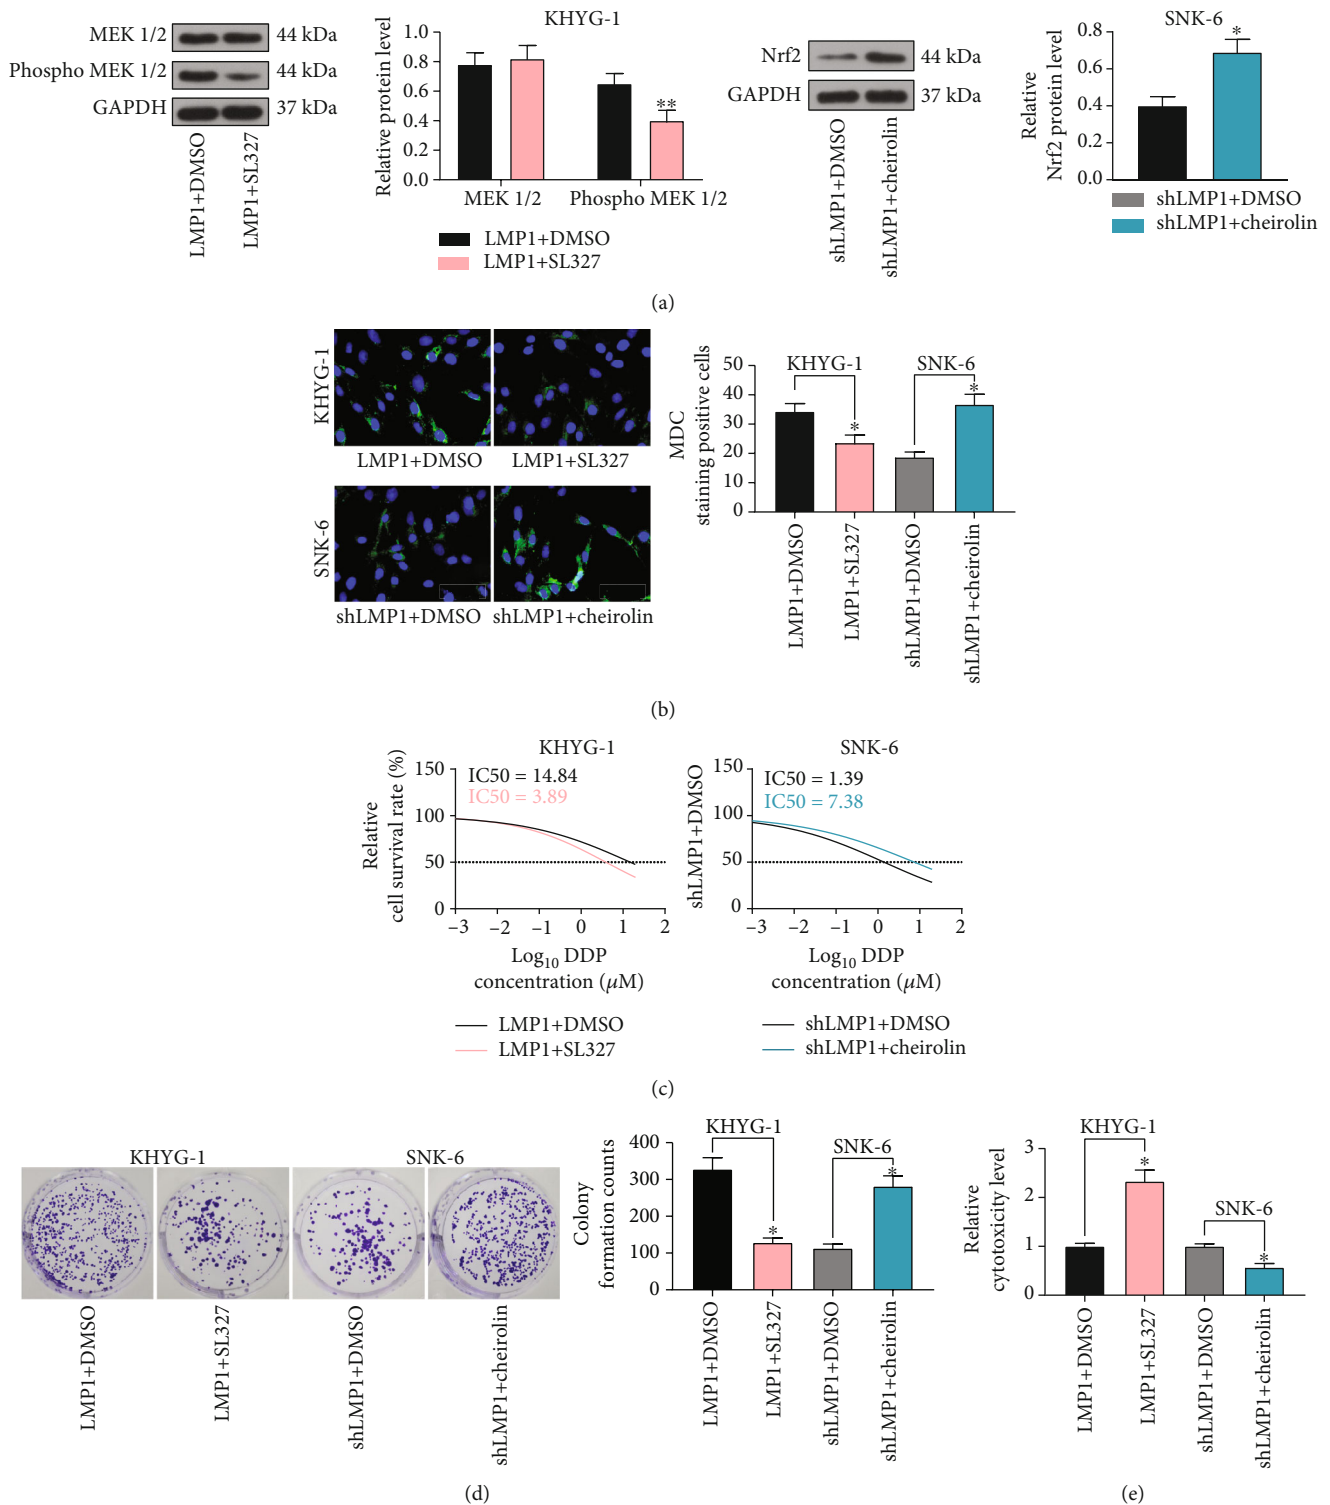 MEK 1/2
44 kDa
Phospho MEK 1/2
44 kDa
GAPDH
37 kDa
LMP1+DMSO
LMP1+SL327
KHYG-1
Relative protein level
1.0
0.8
0.6
0.4
0.2
0.0
**
MEK 1/2
Phospho MEK 1/2
LMP1+DMSO
LMP1+SL327
Nrf2
44 kDa
GAPDH
37 kDa
shLMP1+DMSO
shLMP1+cheirolin
SNK-6
Relative
Nrf2 protein level
0.8
0.6
0.4
0.2
0.0
*
shLMP1+DMSO
shLMP1+cheirolin
(a)
KHYG-1
LMP1+DMSO
LMP1+SL327
SNK-6
shLMP1+DMSO
shLMP1+cheirolin
MDC
staining positive cells
50
40
30
20
10
0
KHYG-1
SNK-6
*
*
LMP1+DMSO
LMP1+SL327
shLMP1+DMSO
shLMP1+cheirolin
(b)
KHYG-1
Relative
cell survival rate (%)
150
100
50
0
IC50 = 14.84
IC50 = 3.89
−3 −2 −1 0 1 2
Log10 DDP
concentration (μM)
LMP1+DMSO
LMP1+SL327
SNK-6
shLMP1+DMSO
150
100
50
0
IC50 = 1.39
IC50 = 7.38
−3 −2 −1 0 1 2
Log10 DDP
concentration (μM)
shLMP1+DMSO
shLMP1+cheirolin
(c)
KHYG-1
SNK-6
LMP1+DMSO
LMP1+SL327
shLMP1+DMSO
shLMP1+cheirolin
Colony
formation counts
400
300
200
100
0
KHYG-1
SNK-6
*
*
LMP1+DMSO
LMP1+SL327
shLMP1+DMSO
shLMP1+cheirolin
(d)
Relative
cytotoxicity level
3
2
1
0
KHYG-1
SNK-6
*
*
LMP1+DMSO
LMP1+SL327
shLMP1+DMSO
shLMP1+cheirolin
(e)